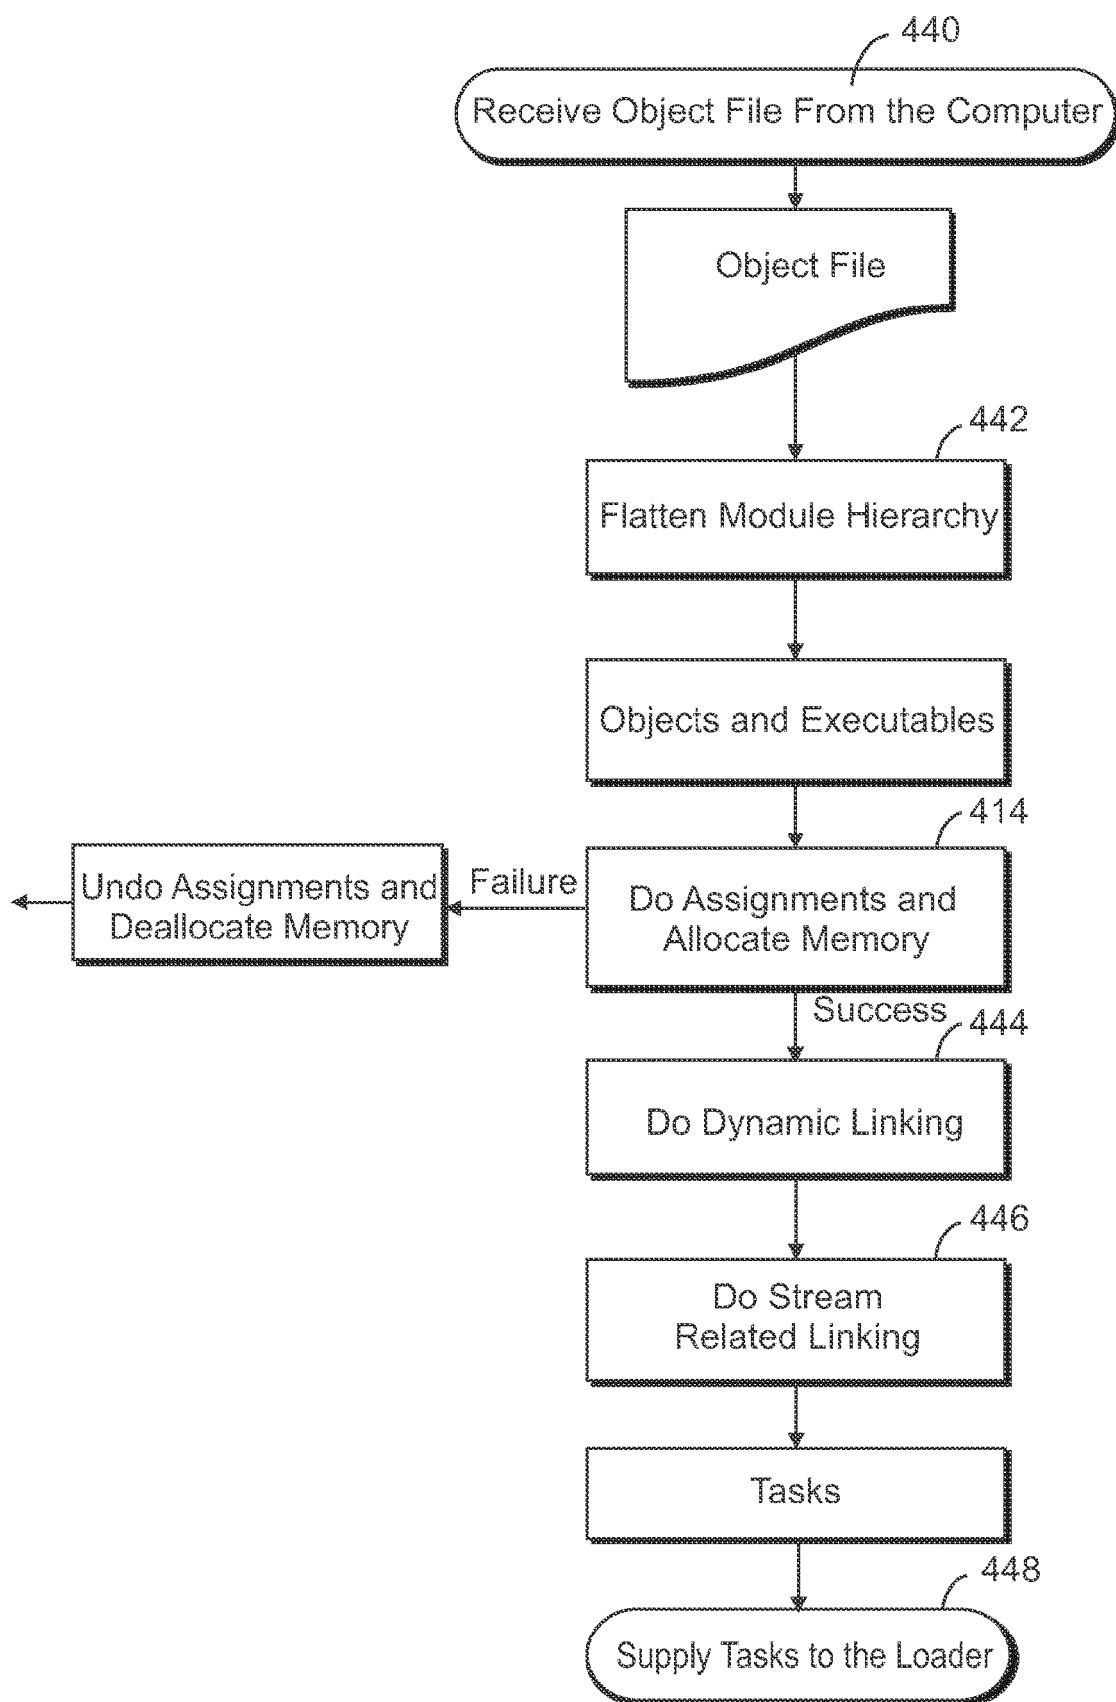 440
Receive Object File From the Computer
Object File
442
Flatten Module Hierarchy
Objects and Executables
414
Undo Assignments and
Deallocate Memory
Failure
Do Assignments and
Allocate Memory
Success
444
Do Dynamic Linking
446
Do Stream
Related Linking
Tasks
448
Supply Tasks to the Loader